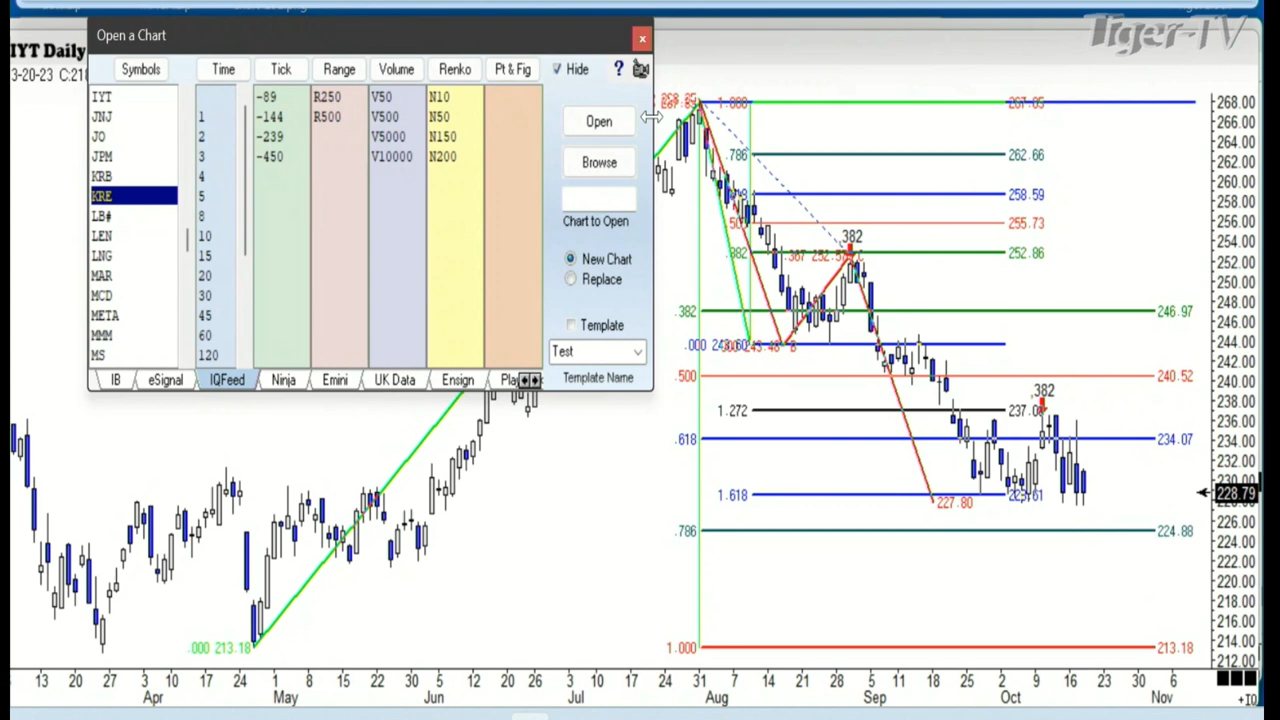 Tiger-TV
Open a Chart
IYT Daily
3-20-23 C:218
Symbols Time Tick Range Volume Renko Pt & Fig Hide ?
IYT -89 R250 V50 N10
JNJ 1 -144 R500 V500 N50
JO 2 -239 V5000 N150
JPM 3 -450 V10000 N200
KRB 4
KRE 5
LB# 8
LEN 10
LNG 15
MAR 20
MCD 30
META 45
MMM 60
MS 120
Open
Browse
Chart to Open
New Chart
Replace
Template
Test
Template Name
IB eSignal IQFeed Ninja Emini UK Data Ensign
1.000 267.05
.786 262.66
258.59
255.73
.382 252.86
.382 246.97
.000
.500 240.52
1.272
.618 234.07
1.618
227.80
.786 224.88
1.000 213.18
.000 213.18
382
.382
268.00
266.00
264.00
262.00
260.00
258.00
256.00
254.00
252.00
250.00
248.00
246.00
244.00
242.00
240.00
238.00
236.00
234.00
232.00
230.00
228.79
226.00
224.00
222.00
220.00
218.00
216.00
214.00
212.00
13 20 27 3 10 17 24 1 8 15 22 30 5 12 20 26 3 10 17 24 31 7 14 21 28 4 11 18 25 2 9 16 23 30 6
Apr May Jun Jul Aug Sep Oct Nov